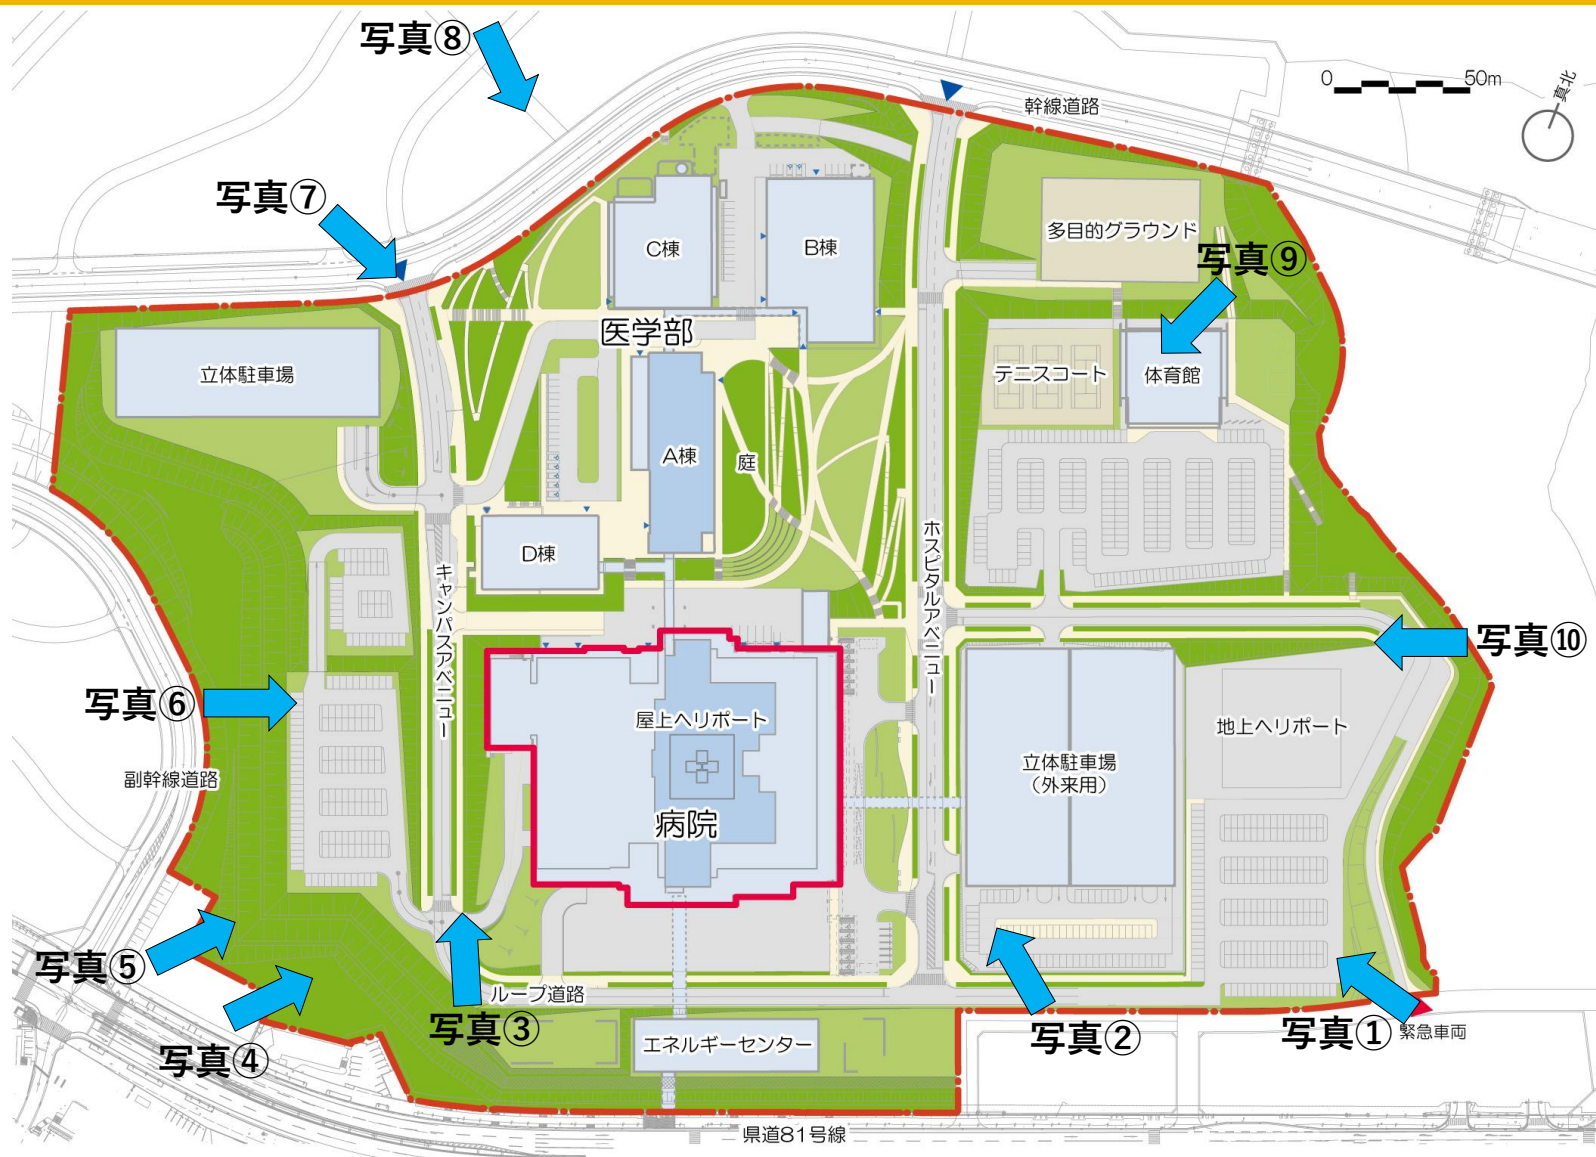 写真⑧
0 50m
真北
幹線道路
写真⑦
C棟
B棟
多目的グラウンド
写真⑨
医学部
立体駐車場
テニスコート
体育館
A棟
庭
D棟
キャンパスアベニュー
ホスピタルアベニュー
写真⑩
写真⑥
屋上ヘリポート
地上ヘリポート
副幹線道路
立体駐車場
(外来用)
病院
写真⑤
ループ道路
写真③
写真②
写真①
緊急車両
写真④
エネルギーセンター
県道81号線